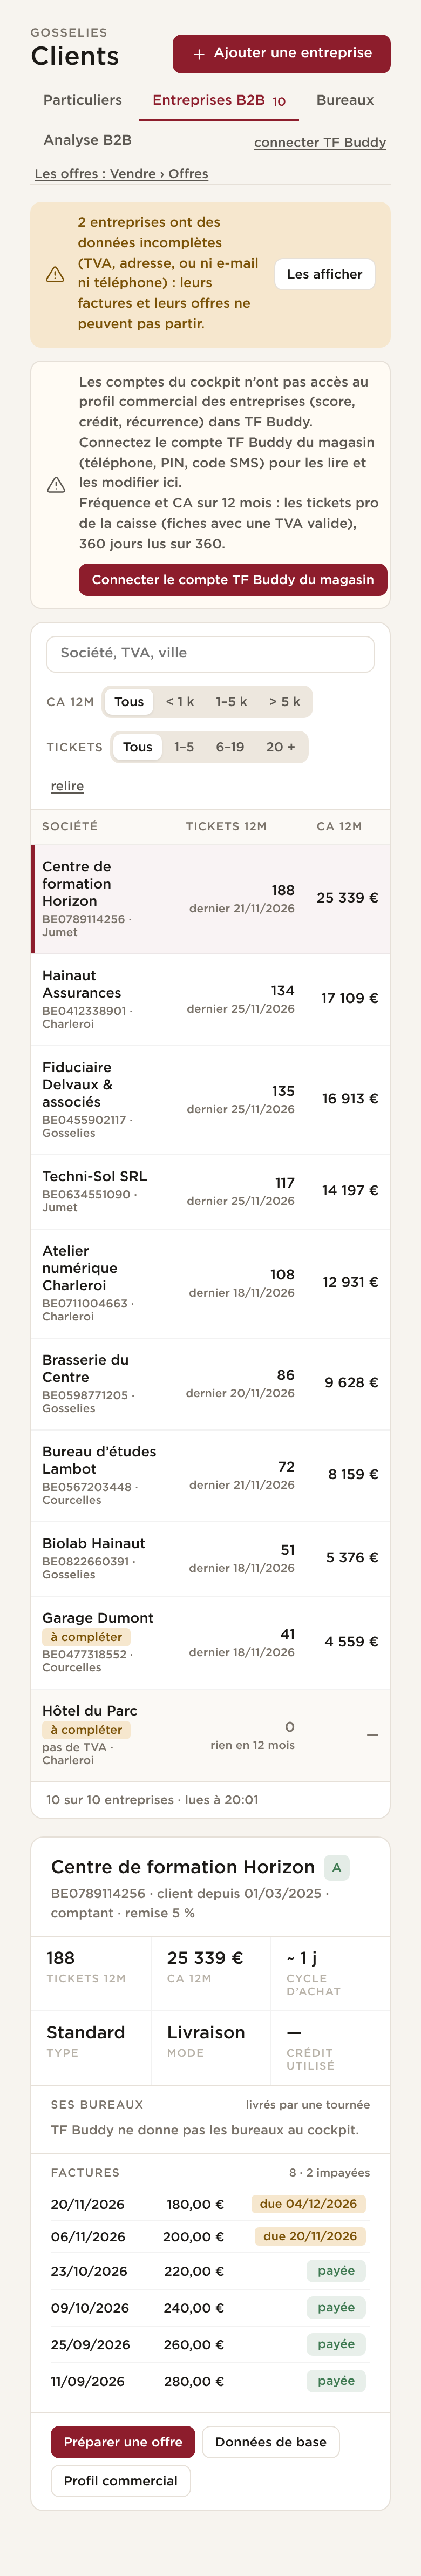 GOSSELIES
Clients
+ Ajouter une entreprise
Particuliers
Entreprises B2B 10
Bureaux
Analyse B2B
connecter TF Buddy
Les offres : Vendre › Offres
2 entreprises ont des
données incomplètes
(TVA, adresse, ou ni e-mail
ni téléphone) : leurs
factures et leurs offres ne
peuvent pas partir.
Les afficher
Les comptes du cockpit n’ont pas accès au
profil commercial des entreprises (score,
crédit, récurrence) dans TF Buddy.
Connectez le compte TF Buddy du magasin
(téléphone, PIN, code SMS) pour les lire et
les modifier ici.
Fréquence et CA sur 12 mois : les tickets pro
de la caisse (fiches avec une TVA valide),
360 jours lus sur 360.
Connecter le compte TF Buddy du magasin
Société, TVA, ville
CA 12M Tous < 1 k 1–5 k > 5 k
TICKETS Tous 1–5 6–19 20 +
relire
SOCIÉTÉ TICKETS 12M CA 12M
Centre de
formation
Horizon
BE0789114256 ·
Jumet
188
dernier 21/11/2026
25 339 €
Hainaut
Assurances
BE0412338901 ·
Charleroi
134
dernier 25/11/2026
17 109 €
Fiduciaire
Delvaux &
associés
BE0455902117 ·
Gosselies
135
dernier 25/11/2026
16 913 €
Techni-Sol SRL
BE0634551090 ·
Jumet
117
dernier 25/11/2026
14 197 €
Atelier
numérique
Charleroi
BE0711004663 ·
Charleroi
108
dernier 18/11/2026
12 931 €
Brasserie du
Centre
BE0598771205 ·
Gosselies
86
dernier 20/11/2026
9 628 €
Bureau d’études
Lambot
BE0567203448 ·
Courcelles
72
dernier 21/11/2026
8 159 €
Biolab Hainaut
BE0822660391 ·
Gosselies
51
dernier 18/11/2026
5 376 €
Garage Dumont
à compléter
BE0477318552 ·
Courcelles
41
dernier 18/11/2026
4 559 €
Hôtel du Parc
à compléter
pas de TVA ·
Charleroi
0
rien en 12 mois
—
10 sur 10 entreprises · lues à 20:01
Centre de formation Horizon A
BE0789114256 · client depuis 01/03/2025 ·
comptant · remise 5 %
188
TICKETS 12M
25 339 €
CA 12M
~ 1 j
CYCLE
D’ACHAT
Standard
TYPE
Livraison
MODE
—
CRÉDIT
UTILISÉ
SES BUREAUX livrés par une tournée
TF Buddy ne donne pas les bureaux au cockpit.
FACTURES 8 · 2 impayées
20/11/2026 180,00 € due 04/12/2026
06/11/2026 200,00 € due 20/11/2026
23/10/2026 220,00 € payée
09/10/2026 240,00 € payée
25/09/2026 260,00 € payée
11/09/2026 280,00 € payée
Préparer une offre
Données de base
Profil commercial